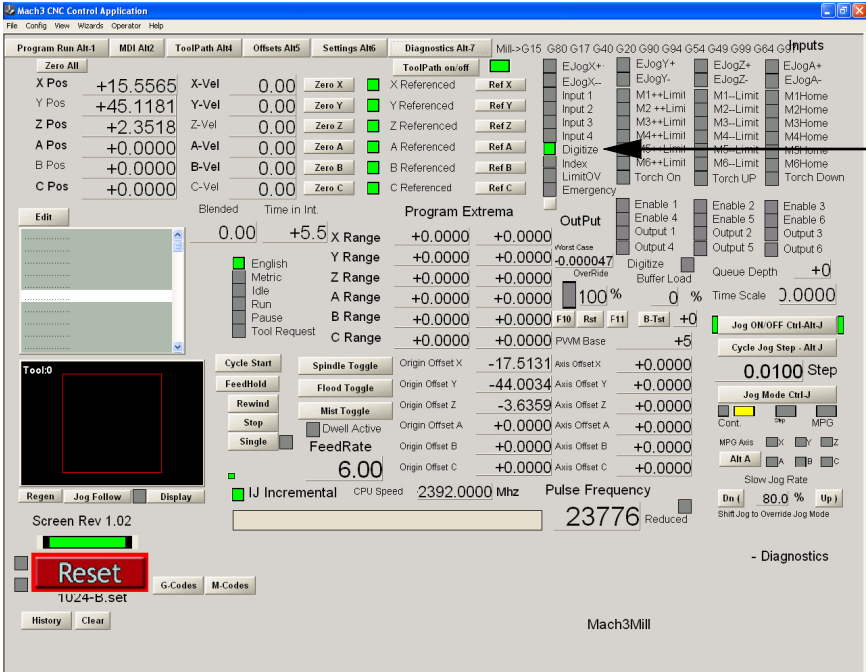 Mach3 CNC Control Application
File Config View Wizards Operator Help
Program Run Alt-1 MDI Alt2 ToolPath Alt4 Offsets Alt5 Settings Alt6 Diagnostics Alt-7 Mill->G15 G80 G17 G40 G20 G90 G94 G54 G49 G99 G64 Inputs
Zero All ToolPath on/off
X Pos +15.5565 X-Vel 0.00 Zero X X Referenced Ref X
Y Pos +45.1181 Y-Vel 0.00 Zero Y Y Referenced Ref Y
Z Pos +2.3518 Z-Vel 0.00 Zero Z Z Referenced Ref Z
A Pos +0.0000 A-Vel 0.00 Zero A A Referenced Ref A
B Pos +0.0000 B-Vel 0.00 Zero B B Referenced Ref B
C Pos +0.0000 C-Vel 0.00 Zero C C Referenced Ref C
EJogX+ EJogY+ EJogZ+ EJogA+
EJogX-- EJogY- EJogZ- EJogA-
Input 1 M1++Limit M1--Limit M1Home
Input 2 M2 ++Limi M2--Limit M2Home
Input 3 M3++Limi M3--Limit M3Home
Input 4 M4++Limi M4--Limit M4Home
Digitize M5++Limi M5--Limit M5Home
Index M6++Limi M6--Limit M6Home
LimitOV Torch On Torch UP Torch Down
Emergency
Edit
Blended Time in Int.
0.00 +5.5
English
Metric
Idle
Run
Pause
Tool Request
Program Extrema
X Range +0.0000 +0.0000
Y Range +0.0000 +0.0000
Z Range +0.0000 +0.0000
A Range +0.0000 +0.0000
B Range +0.0000 +0.0000
C Range +0.0000 +0.0000
OutPut
Enable 1 Enable 2 Enable 3
Enable 4 Enable 5 Enable 6
Output 1 Output 2 Output 3
Output 4 Output 5 Output 6
Worst Case
-0.000047
Digitize
OverRide
100 %
Buffer Load
0 %
Queue Depth +0
Time Scale 0.0000
F10 Rst F11 B-Tst +0
PWM Base +5
Jog ON/OFF Ctrl-Alt-J
Cycle Jog Step - Alt J
0.0100 Step
Jog Mode Ctrl-J
Cont. Step MPG
MPG Axis X Y Z
Alt A A B C
Slow Jog Rate
Dn ( 80.0 % Up )
Shift Jog to Override Jog Mode
Tool:0
Cycle Start
FeedHold
Rewind
Stop
Single
Spindle Toggle
Flood Toggle
Mist Toggle
Dwell Active
FeedRate
6.00
Origin Offset X -17.5131 Axis Offset X +0.0000
Origin Offset Y -44.0034 Axis Offset Y +0.0000
Origin Offset Z -3.6359 Axis Offset Z +0.0000
Origin Offset A +0.0000 Axis Offset A +0.0000
Origin Offset B +0.0000 Axis Offset B +0.0000
Origin Offset C +0.0000 Axis Offset C +0.0000
Regen Jog Follow Display
IJ Incremental CPU Speed 2392.0000 Mhz
Pulse Frequency
23776 Reduced
Screen Rev 1.02
Reset
G-Codes M-Codes
1024-B.set
History Clear
- Diagnostics
Mach3Mill